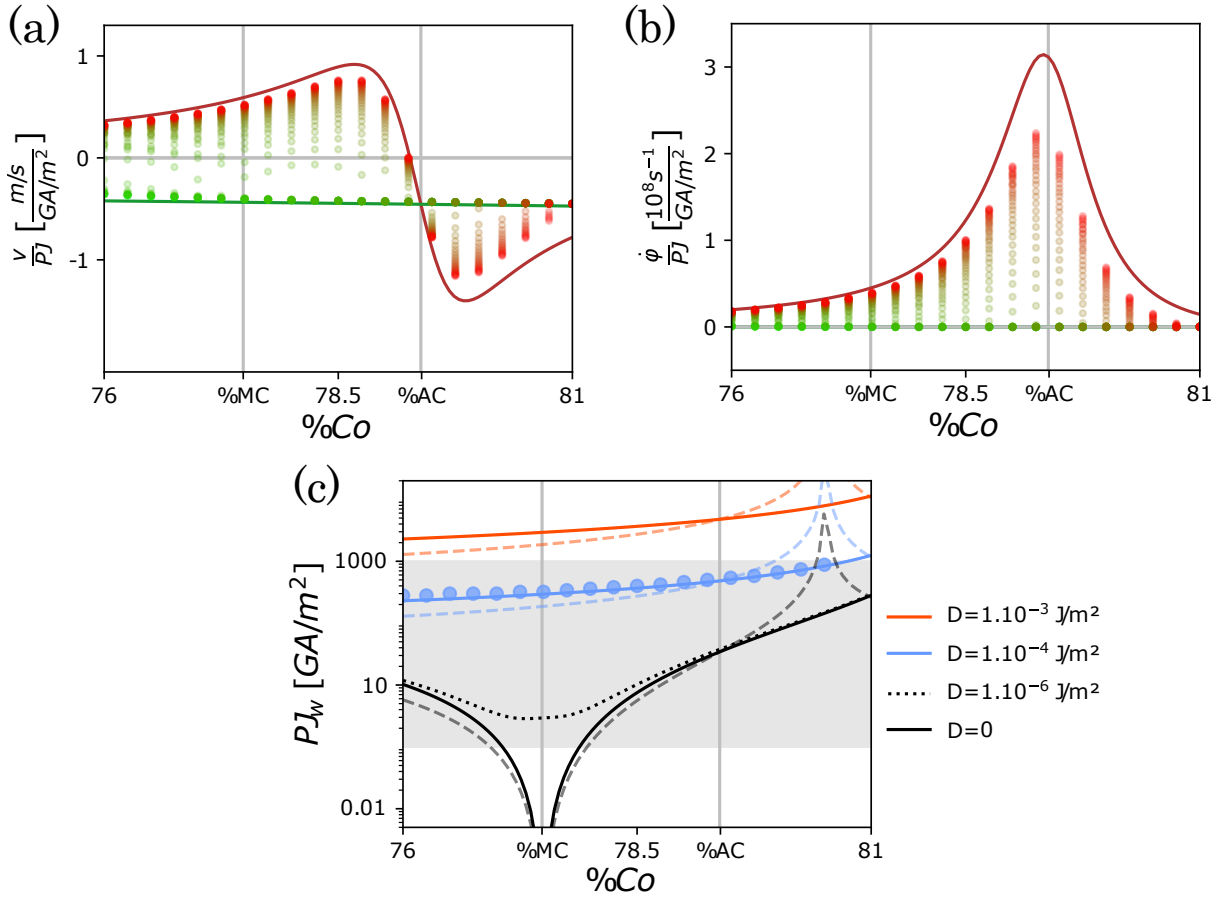 (a)
1
0
-1
v/PJ [m/s / GA/m²]
76
%MC
78.5
%AC
81
%Co
(b)
3
2
1
0
φ̇/PJ [10⁸s⁻¹ / GA/m²]
76
%MC
78.5
%AC
81
%Co
(c)
1000
10
0.01
PJ_w [GA/m²]
76
%MC
78.5
%AC
81
%Co
D=1.10⁻³ J/m²
D=1.10⁻⁴ J/m²
D=1.10⁻⁶ J/m²
D=0